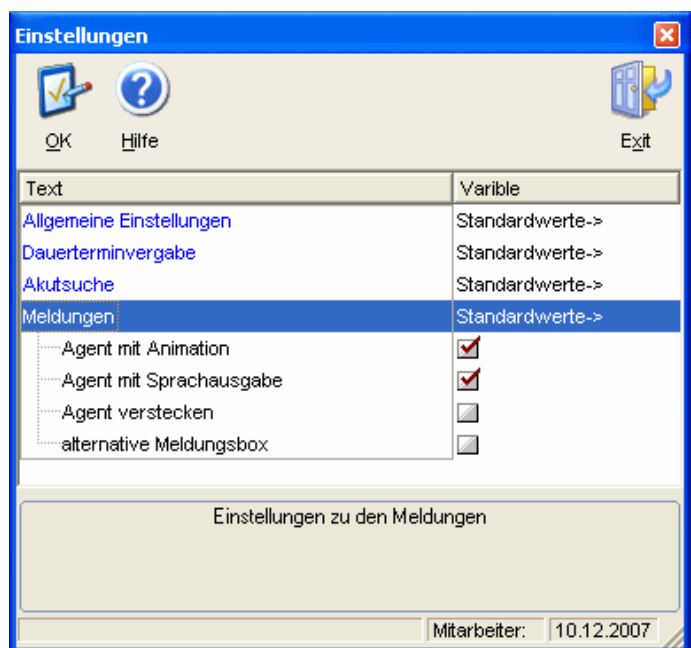 Einstellungen
OK Hilfe Exit
Text Varible
Allgemeine Einstellungen Standardwerte->
Dauerterminvergabe Standardwerte->
Akutsuche Standardwerte->
Meldungen Standardwerte->
Agent mit Animation
Agent mit Sprachausgabe
Agent verstecken
alternative Meldungsbox
Einstellungen zu den Meldungen
Mitarbeiter: 10.12.2007